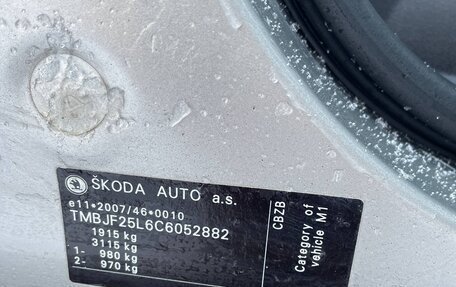 ŠKODA AUTO a.s.
e11*2007/46*0010
TMBJF25L6C6052882
1915 kg
3115 kg
1- 980 kg
2- 970 kg
CBZB
Category of
vehicle M1